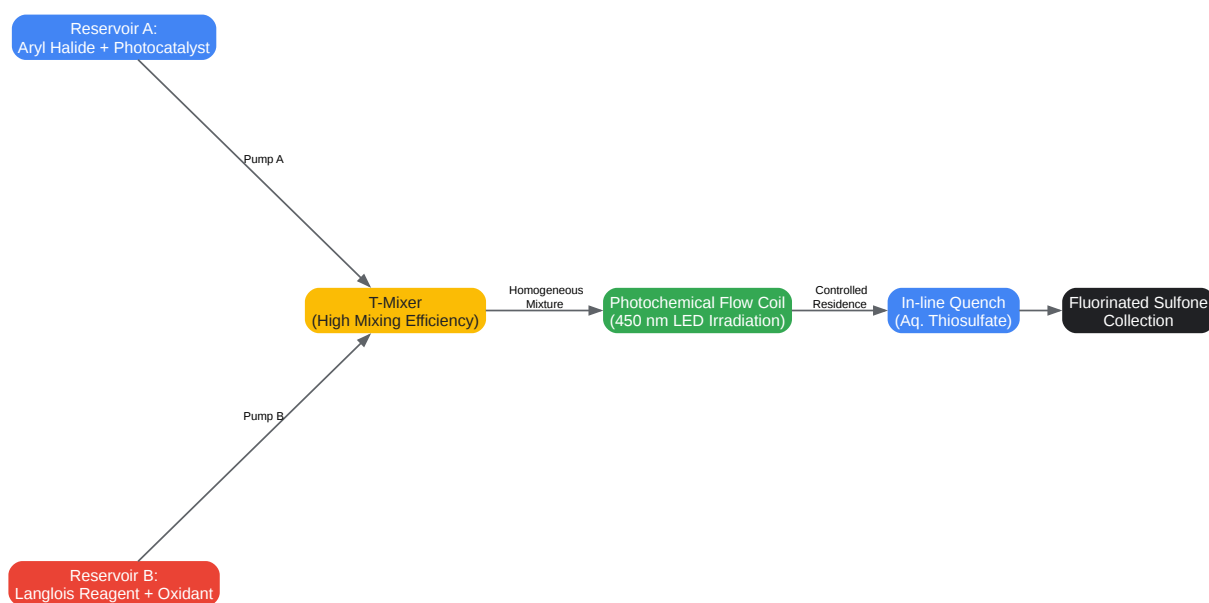 Reservoir A:
Aryl Halide + Photocatalyst
Pump A
T-Mixer
(High Mixing Efficiency)
Homogeneous
Mixture
Photochemical Flow Coil
(450 nm LED Irradiation)
Controlled
Residence
In-line Quench
(Aq. Thiosulfate)
Fluorinated Sulfone
Collection
Pump B
Reservoir B:
Langlois Reagent + Oxidant